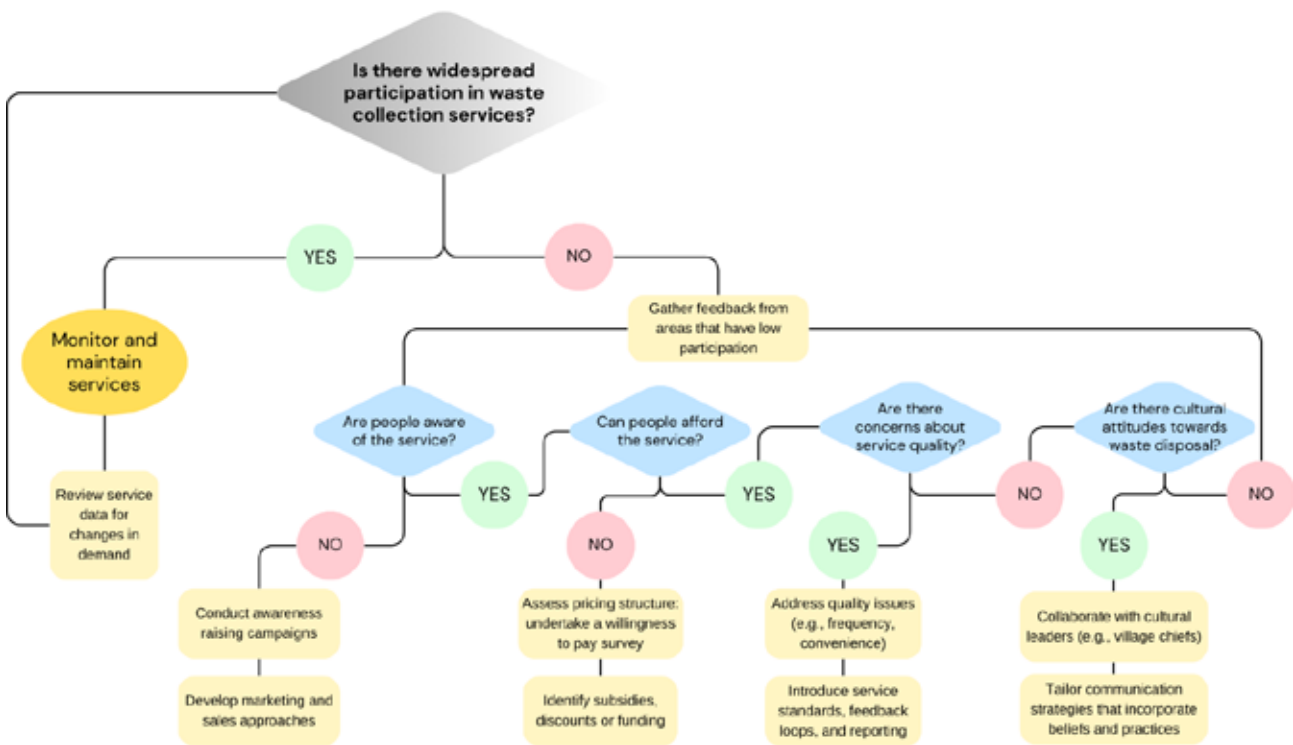 Is there widespread
participation in waste
collection services?
YES
NO
Monitor and
maintain
services
Gather feedback from
areas that have low
participation
Are people aware
of the service?
Can people afford
the service?
Are there
concerns about
service quality?
Are there cultural
attitudes towards
waste disposal?
Review service
data for
changes in
demand
YES
YES
NO
NO
NO
NO
YES
YES
Conduct awareness
raising campaigns
Assess pricing structure:
undertake a willingness
to pay survey
Address quality issues
(e.g., frequency,
convenience)
Collaborate with cultural
leaders (e.g., village chiefs)
Develop marketing and
sales approaches
Identify subsidies,
discounts or funding
Introduce service
standards, feedback
loops, and reporting
Tailor communication
strategies that incorporate
beliefs and practices